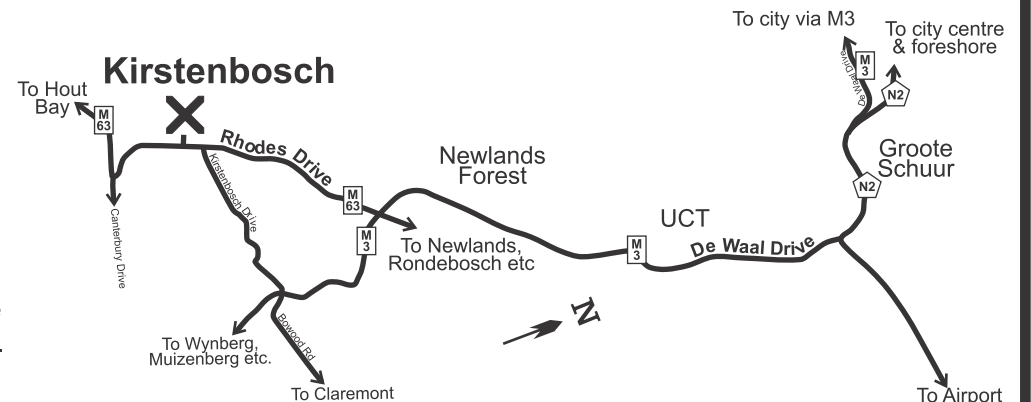 To city via M3
To city centre
& foreshore
Kirstenbosch
To Hout
Bay
M
63
M
3
De Waal Drive
N2
Rhodes Drive
Newlands
Forest
Groote
Schuur
Kirstenbosch Drive
M
63
N2
Canterbury Drive
UCT
M
3
To Newlands,
Rondebosch etc
M
3
De Waal Drive
N
To Wynberg,
Muizenberg etc.
Bowood Rd
To Claremont
To Airport